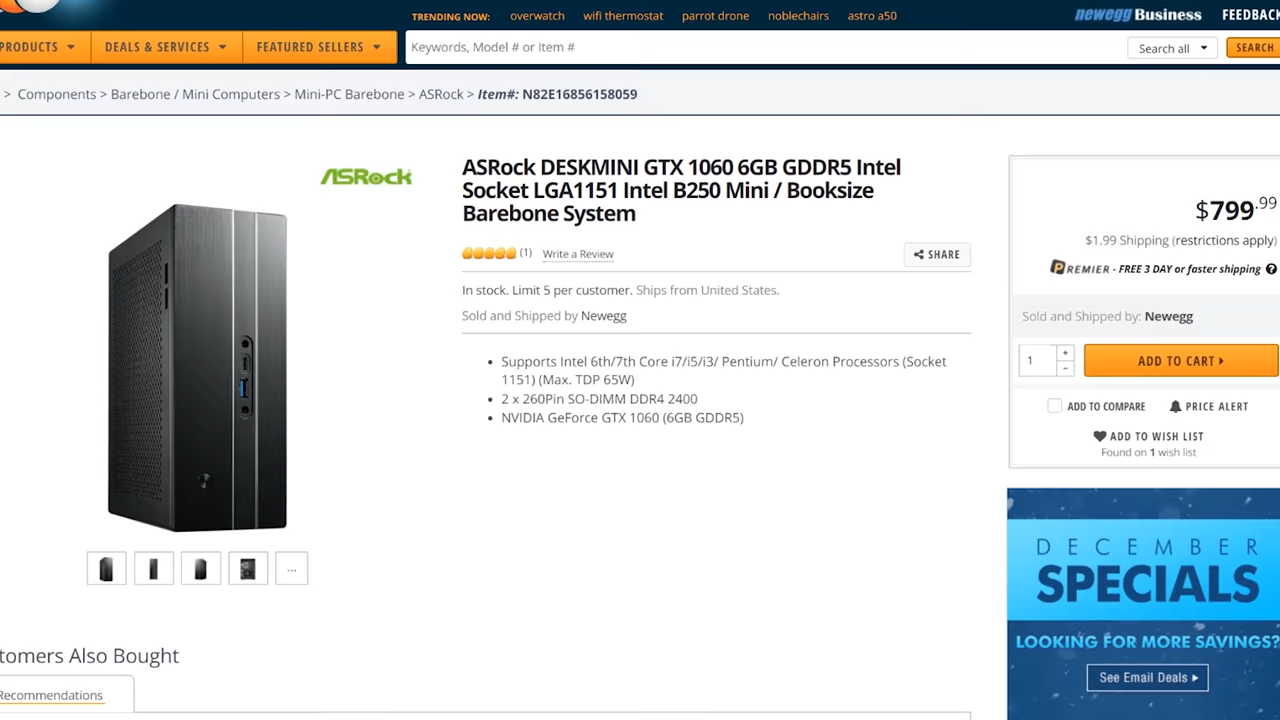 TRENDING NOW: overwatch wifi thermostat parrot drone noblechairs astro a50
newegg Business FEEDBACK
PRODUCTS DEALS & SERVICES FEATURED SELLERS Keywords, Model # or Item # Search all SEARCH
> Components > Barebone / Mini Computers > Mini-PC Barebone > ASRock > Item#: N82E16856158059
ASRock
ASRock DESKMINI GTX 1060 6GB GDDR5 Intel
Socket LGA1151 Intel B250 Mini / Booksize
Barebone System
(1) Write a Review
SHARE
In stock. Limit 5 per customer. Ships from United States.
Sold and Shipped by Newegg
• Supports Intel 6th/7th Core i7/i5/i3/ Pentium/ Celeron Processors (Socket
1151) (Max. TDP 65W)
• 2 x 260Pin SO-DIMM DDR4 2400
• NVIDIA GeForce GTX 1060 (6GB GDDR5)
...
$799.99
$1.99 Shipping (restrictions apply)
PREMIER - FREE 3 DAY or faster shipping ?
Sold and Shipped by: Newegg
1 + - ADD TO CART
ADD TO COMPARE PRICE ALERT
ADD TO WISH LIST
Found on 1 wish list
DECEMBER
SPECIALS
LOOKING FOR MORE SAVINGS?
See Email Deals
tomers Also Bought
Recommendations